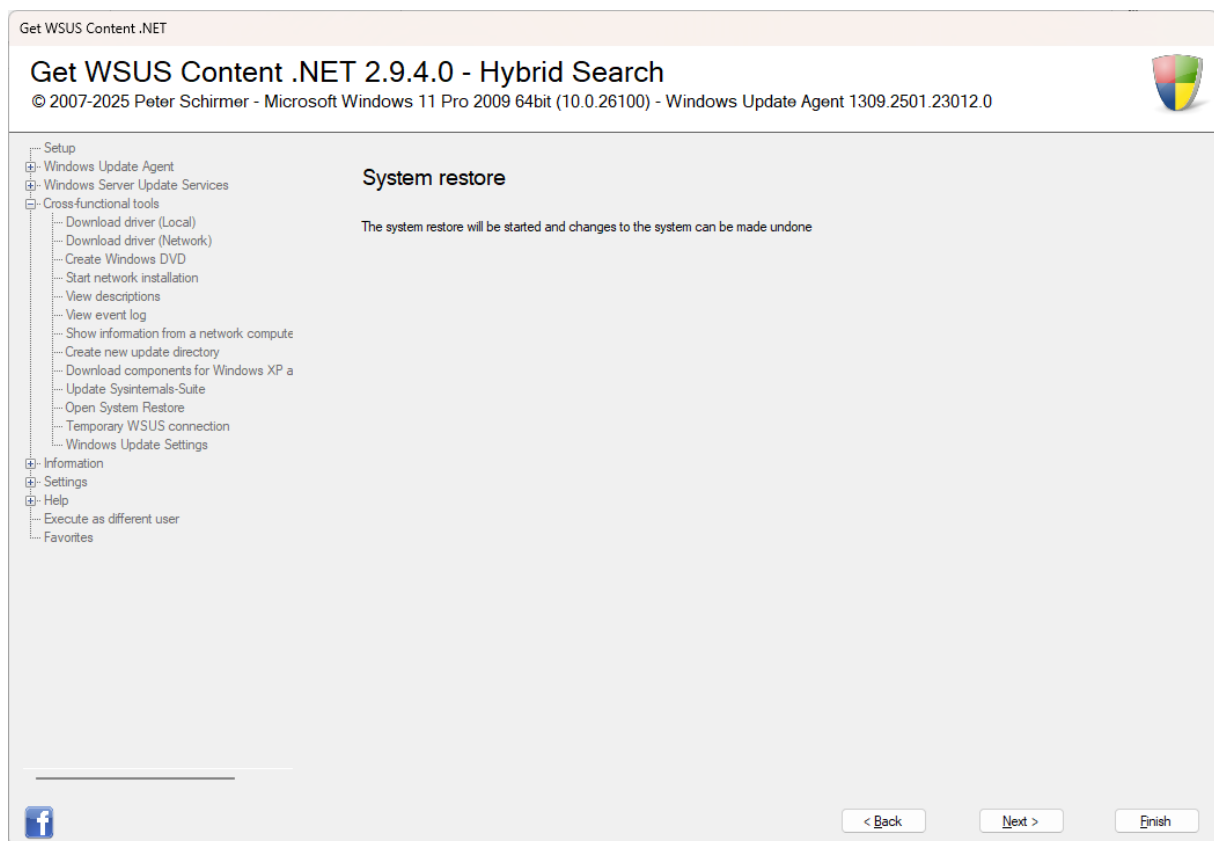 Get WSUS Content .NET
Get WSUS Content .NET 2.9.4.0 - Hybrid Search
© 2007-2025 Peter Schirmer - Microsoft Windows 11 Pro 2009 64bit (10.0.26100) - Windows Update Agent 1309.2501.23012.0
Setup
Windows Update Agent
Windows Server Update Services
Cross-functional tools
Download driver (Local)
Download driver (Network)
Create Windows DVD
Start network installation
View descriptions
View event log
Show information from a network compute
Create new update directory
Download components for Windows XP a
Update Sysinternals-Suite
Open System Restore
Temporary WSUS connection
Windows Update Settings
Information
Settings
Help
Execute as different user
Favorites
System restore
The system restore will be started and changes to the system can be made undone
< Back
Next >
Finish